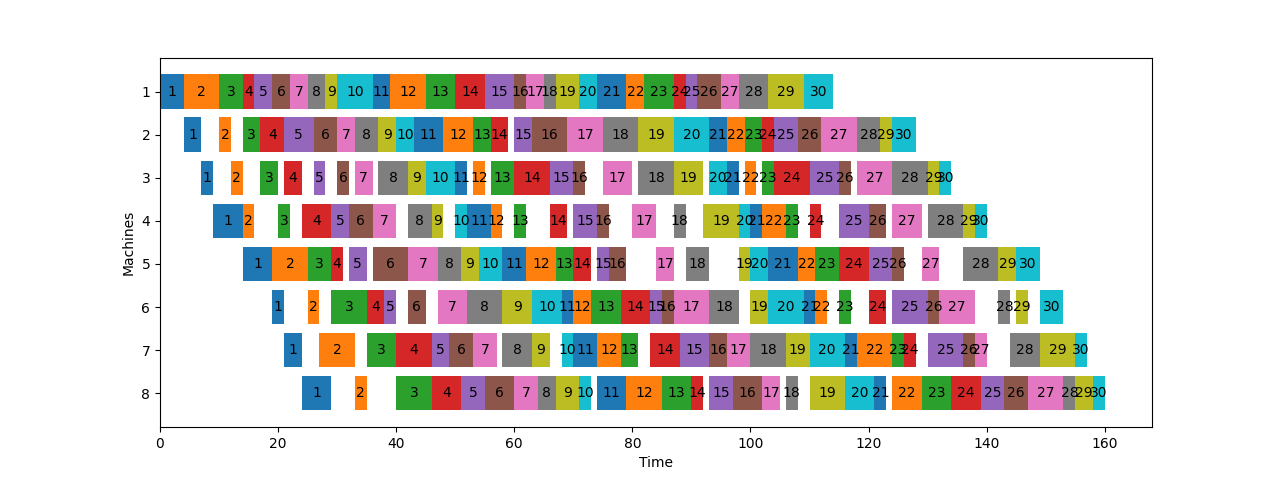 1 1 2 3 4 5 6 7 8 9 10 11 12 13 14 15 16 17 18 19 20 21 22 23 24 25 26 27 28 29 30
2 1 2 3 4 5 6 7 8 9 10 11 12 13 14 15 16 17 18 19 20 21 22 23 24 25 26 27 28 29 30
3 1 2 3 4 5 6 7 8 9 10 11 12 13 14 15 16 17 18 19 20 21 22 23 24 25 26 27 28 29 30
4 1 2 3 4 5 6 7 8 9 10 11 12 13 14 15 16 17 18 19 20 21 22 23 24 25 26 27 28 29 30
Machines
5 1 2 3 4 5 6 7 8 9 10 11 12 13 14 15 16 17 18 19 20 21 22 23 24 25 26 27 28 29 30
6 1 2 3 4 5 6 7 8 9 10 11 12 13 14 15 16 17 18 19 20 21 22 23 24 25 26 27 28 29 30
7 1 2 3 4 5 6 7 8 9 10 11 12 13 14 15 16 17 18 19 20 21 22 23 24 25 26 27 28 29 30
8 1 2 3 4 5 6 7 8 9 10 11 12 13 14 15 16 17 18 19 20 21 22 23 24 25 26 27 28 29 30
0 20 40 60 80 100 120 140 160
Time